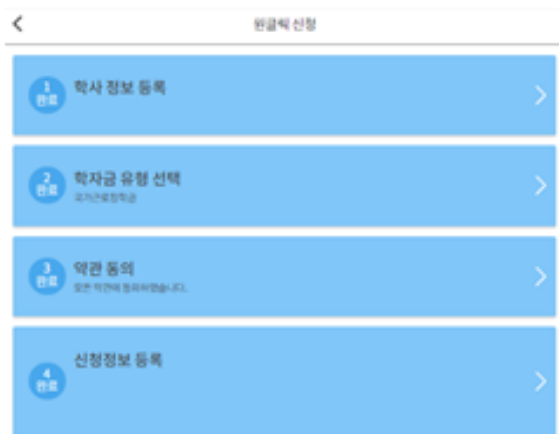 원클릭 신청
1
완료
학사 정보 등록
2
완료
학자금 유형 선택
국가근로장학금
3
완료
약관 동의
모든 약관에 동의하였습니다.
4
완료
신청정보 등록